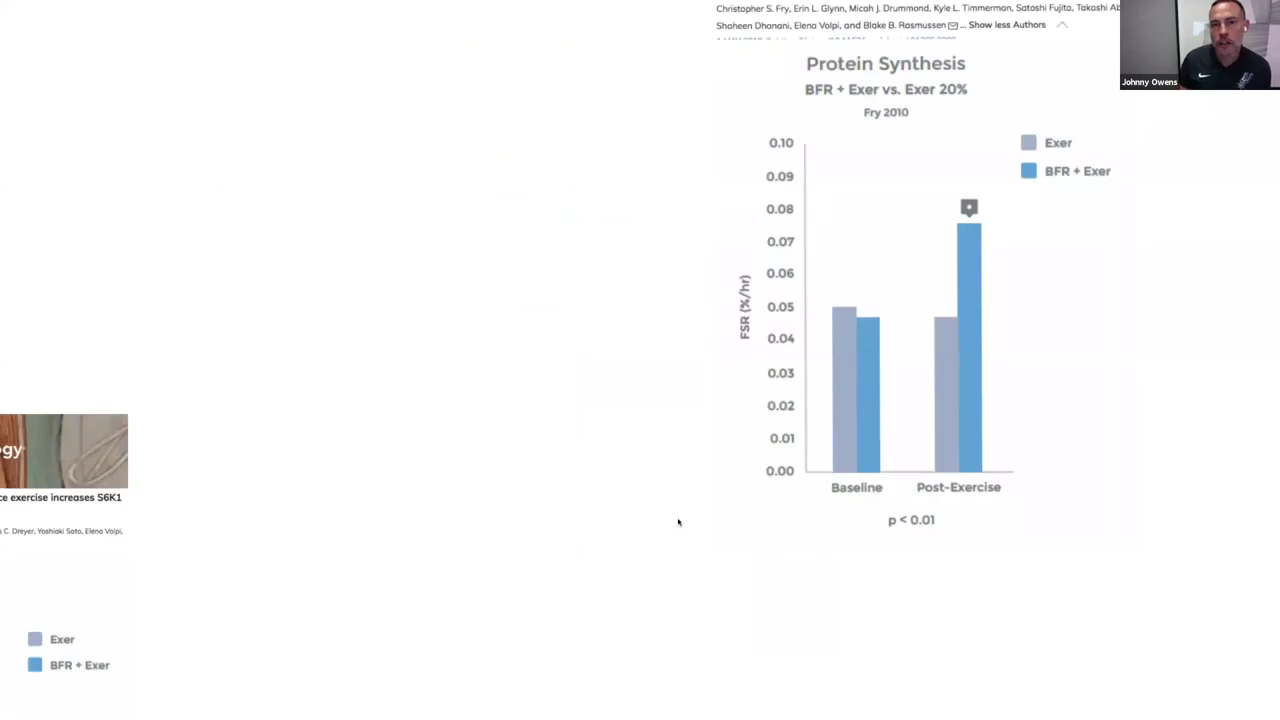 Christopher S. Fry, Erin L. Glynn, Micah J. Drummond, Kyle L. Timmerman, Satoshi Fujita, Takashi Ab
Shaheen Dhanani, Elena Volpi, and Blake B. Rasmussen ... Show less Authors
Johnny Owens
Protein Synthesis
BFR + Exer vs. Exer 20%
Fry 2010
Exer
BFR + Exer
FSR (%/hr)
0.10
0.09
0.08
0.07
0.06
0.05
0.04
0.03
0.02
0.01
0.00
Baseline
Post-Exercise
p < 0.01
ogy
ce exercise increases S6K1
s C. Dreyer, Yoshiaki Sato, Elena Volpi,
Exer
BFR + Exer